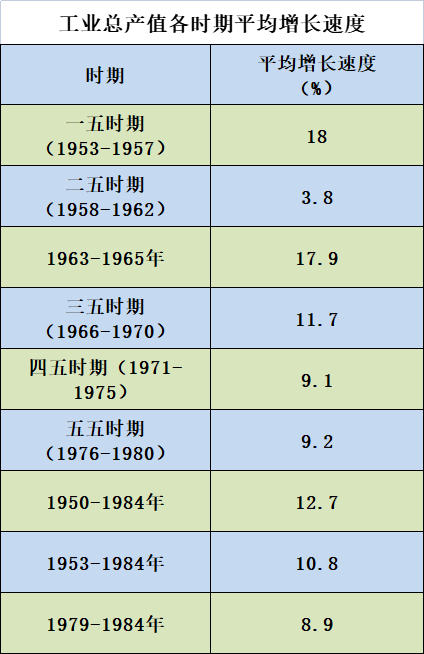 工业总产值各时期平均增长速度
时期
平均增长速度
（%）
一五时期
（1953-1957）
18
二五时期
（1958-1962）
3.8
1963-1965年
17.9
三五时期
（1966-1970）
11.7
四五时期（1971-
1975）
9.1
五五时期
（1976-1980）
9.2
1950-1984年
12.7
1953-1984年
10.8
1979-1984年
8.9